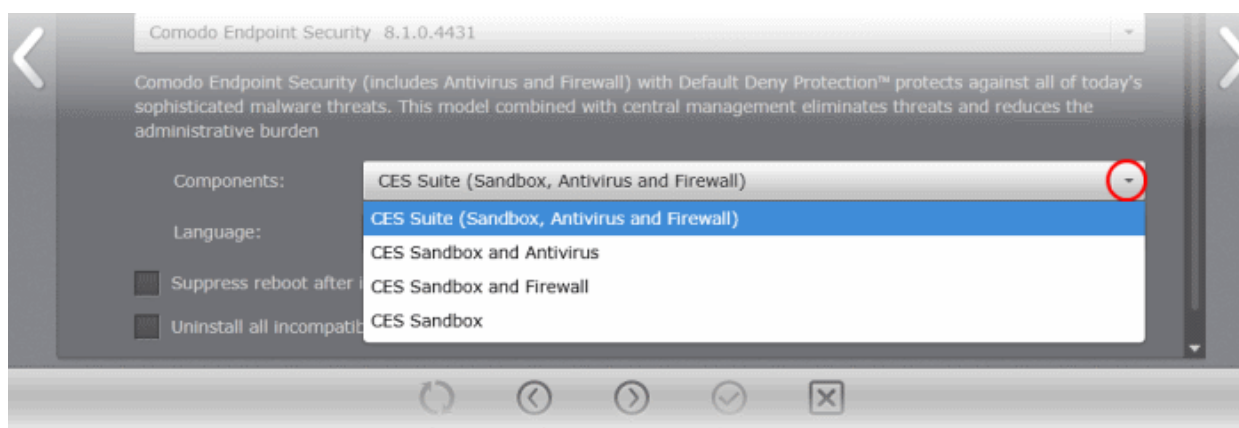 Comodo Endpoint Security 8.1.0.4431
Comodo Endpoint Security (includes Antivirus and Firewall) with Default Deny Protection™ protects against all of today's
sophisticated malware threats. This model combined with central management eliminates threats and reduces the
administrative burden
Components: CES Suite (Sandbox, Antivirus and Firewall)
CES Suite (Sandbox, Antivirus and Firewall)
Language:
CES Sandbox and Antivirus
Suppress reboot after
CES Sandbox and Firewall
Uninstall all
CES Sandbox